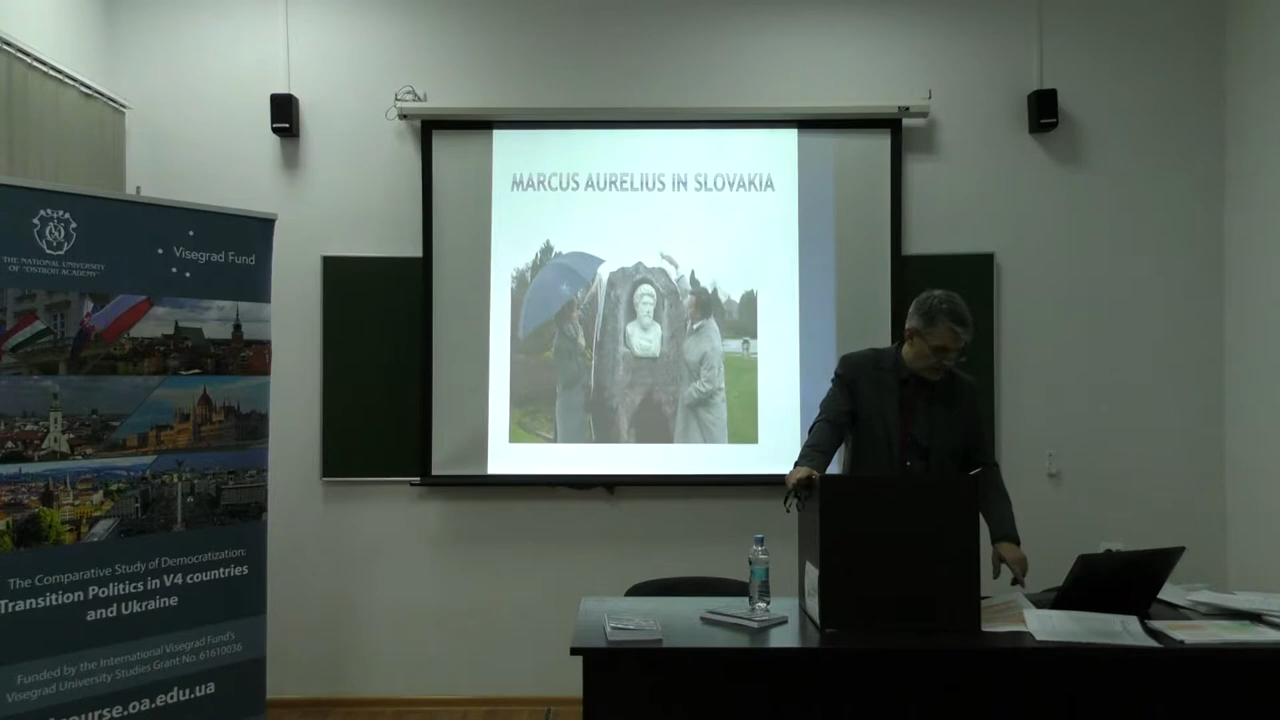 MARCUS AURELIUS IN SLOVAKIA
THE NATIONAL UNIVERSITY
OF "OSTROH ACADEMY"
Visegrad Fund
The Comparative Study of Democratization:
Transition Politics in V4 countries
and Ukraine
Funded by the International Visegrad Fund's
Visegrad University Studies Grant No. 61610036
course.oa.edu.ua